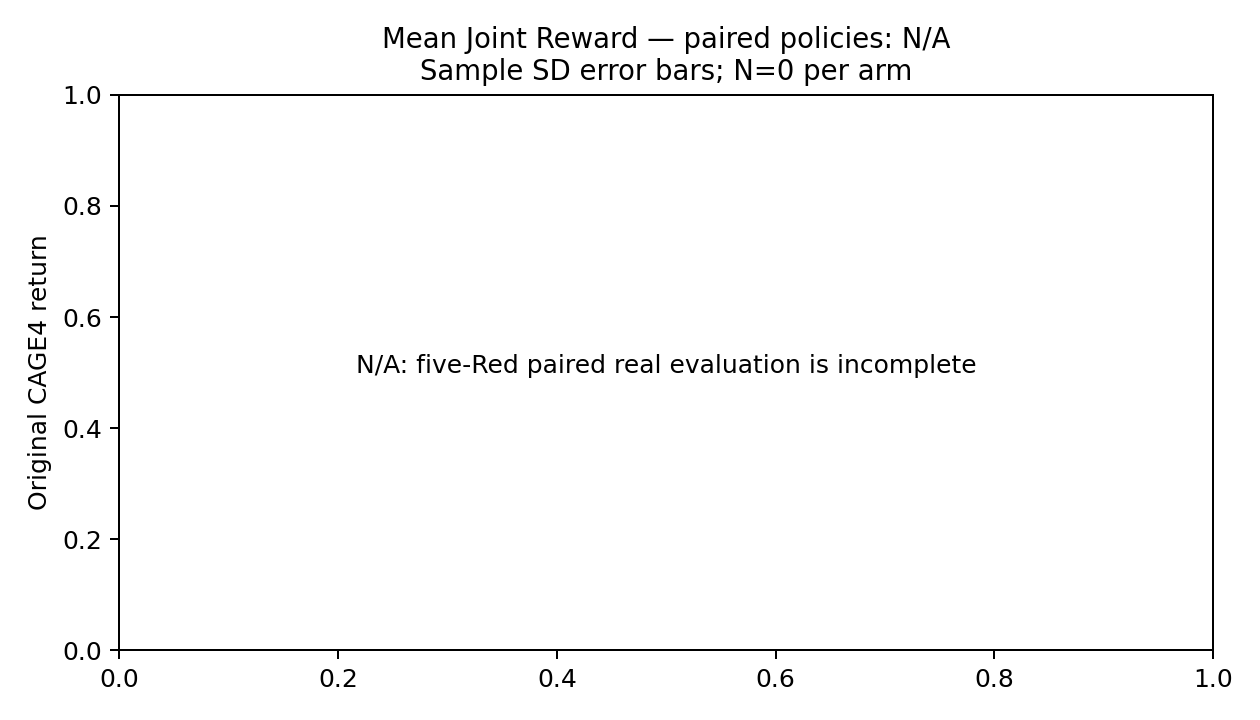 Mean Joint Reward — paired policies: N/A
Sample SD error bars; N=0 per arm
1.0
0.8
0.6
0.4
0.2
0.0
Original CAGE4 return
N/A: five-Red paired real evaluation is incomplete
0.0 0.2 0.4 0.6 0.8 1.0